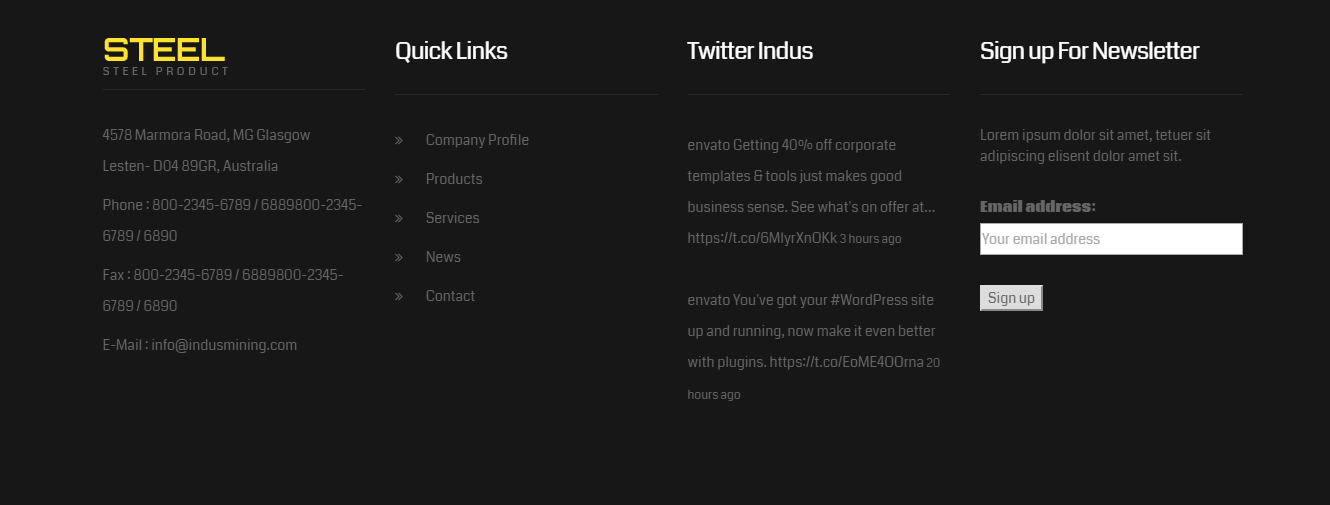 STEEL
STEEL PRODUCT
4578 Marmora Road, MG Glasgow
Lesten- D04 89GR, Australia
Phone : 800-2345-6789 / 6889800-2345-
6789 / 6890
Fax : 800-2345-6789 / 6889800-2345-
6789 / 6890
E-Mail : info@indusmining.com
Quick Links
» Company Profile
» Products
» Services
» News
» Contact
Twitter Indus
envato Getting 40% off corporate
templates & tools just makes good
business sense. See what's on offer at...
https://t.co/6MlyrXnOKk 3 hours ago
envato You've got your #WordPress site
up and running, now make it even better
with plugins. https://t.co/EoME4OOrna 20
hours ago
Sign up For Newsletter
Lorem ipsum dolor sit amet, tetuer sit
adipiscing elisent dolor amet sit.
Email address:
Your email address
Sign up